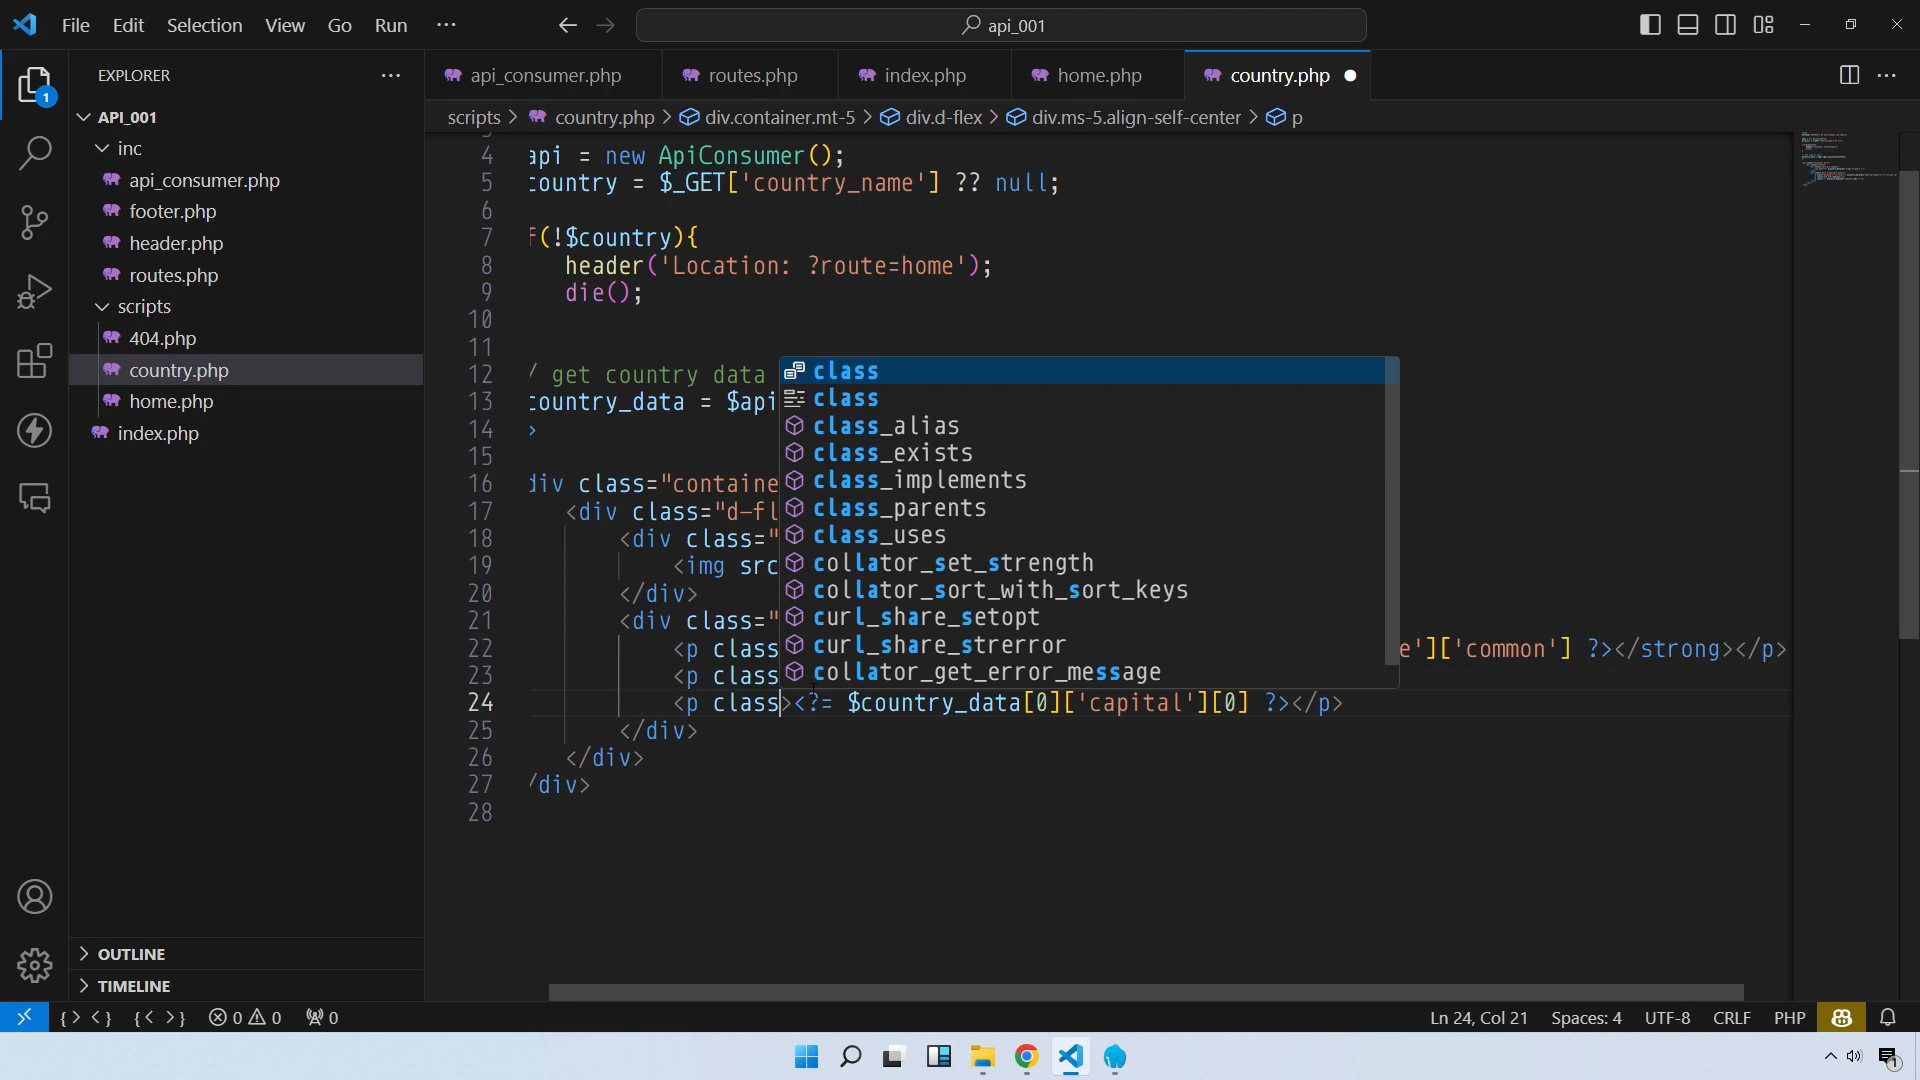 File Edit Selection View Go Run ··· api_001
EXPLORER ···
API_001
inc
api_consumer.php
footer.php
header.php
routes.php
scripts
404.php
country.php
home.php
index.php
OUTLINE
TIMELINE
1
api_consumer.php routes.php index.php home.php country.php
scripts > country.php > div.container.mt-5 > div.d-flex > div.ms-5.align-self-center > p
4 api = new ApiConsumer();
5 country = $_GET['country_name'] ?? null;
6
7 f(!$country){
8 header('Location: ?route=home');
9 die();
10
11
12 / get country data
13 country_data = $api
14 >
15
16 div class="containe
17 <div class="d-fl
18 <div class="
19 <img src
20 </div>
21 <div class="
22 <p class e']['common'] ?></strong></p>
23 <p class
24 <p class><?= $country_data[0]['capital'][0] ?></p>
25 </div>
26 </div>
27 /div>
28
class
class
class_alias
class_exists
class_implements
class_parents
class_uses
collator_set_strength
collator_sort_with_sort_keys
curl_share_setopt
curl_share_strerror
collator_get_error_message
0 0 0 Ln 24, Col 21 Spaces: 4 UTF-8 CRLF PHP
1